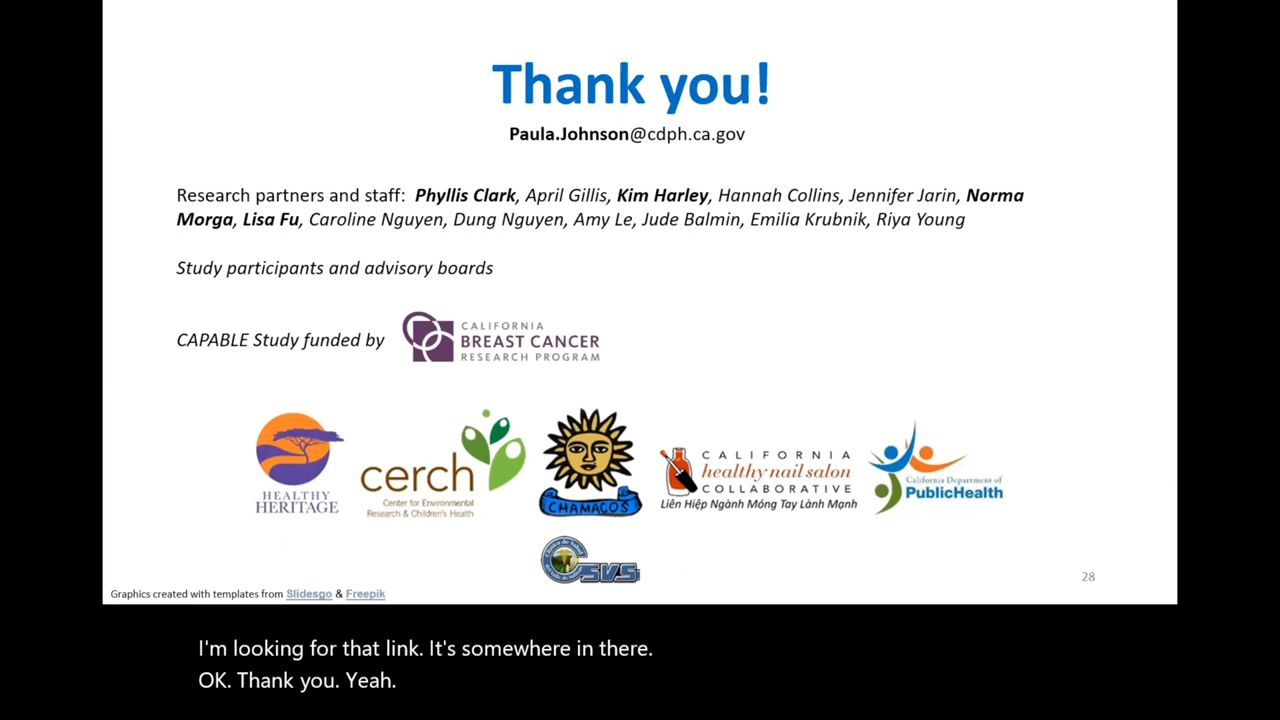 Thank you!
Paula.Johnson@cdph.ca.gov
Research partners and staff: Phyllis Clark, April Gillis, Kim Harley, Hannah Collins, Jennifer Jarin, Norma
Morga, Lisa Fu, Caroline Nguyen, Dung Nguyen, Amy Le, Jude Balmin, Emilia Krubnik, Riya Young
Study participants and advisory boards
CAPABLE Study funded by
CALIFORNIA
BREAST CANCER
RESEARCH PROGRAM
HEALTHY
HERITAGE
cerch
Center for Environmental
Research & Children's Health
CHAMACOS
CALIFORNIA
healthy nail salon
COLLABORATIVE
Liên Hiệp Ngành Móng Tay Lành Mạnh
California Department of
PublicHealth
Clinica de Salud
CSVS
28
Graphics created with templates from Slidesgo & Freepik
I'm looking for that link. It's somewhere in there.
OK. Thank you. Yeah.